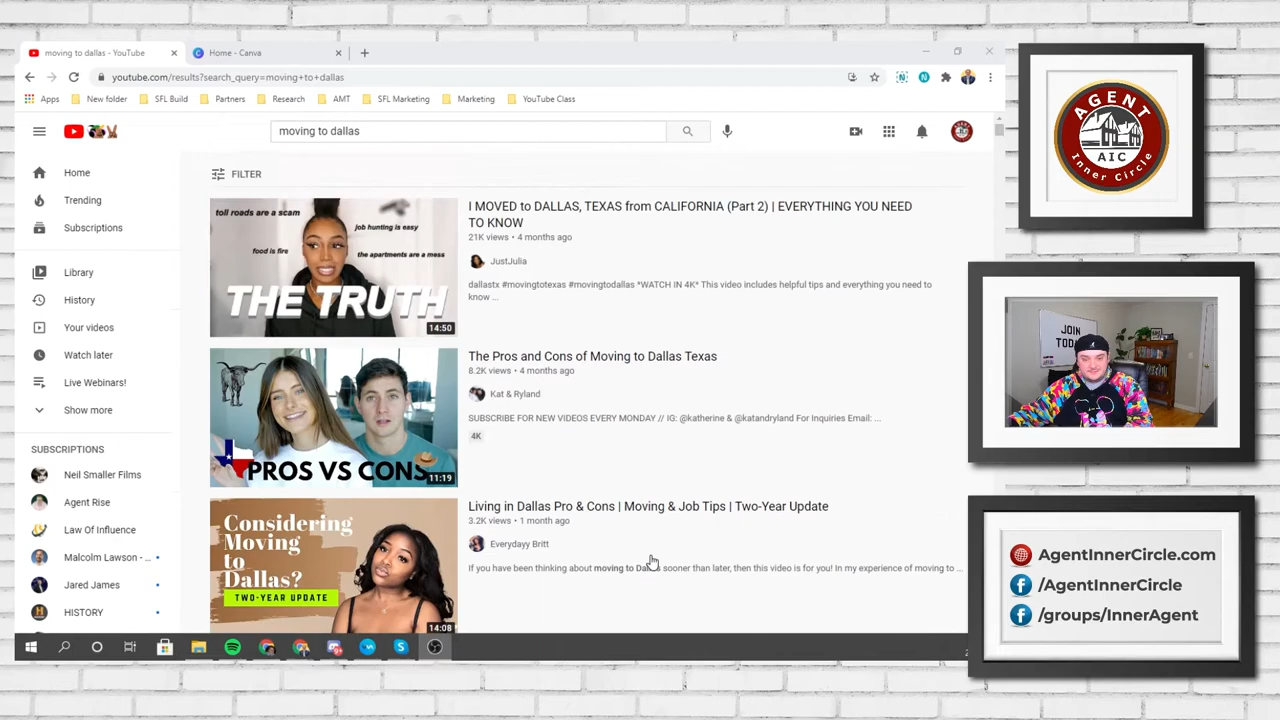 moving to dallas - YouTube
Home - Canva
youtube.com/results?search_query=moving+to+dallas
Apps
New folder
SFL Build
Partners
Research
AMT
SFL Marketing
Marketing
YouTube Class
moving to dallas
FILTER
Home
Trending
Subscriptions
Library
History
Your videos
Watch later
Live Webinars!
Show more
SUBSCRIPTIONS
Neil Smaller Films
Agent Rise
Law Of Influence
Malcolm Lawson - ...
Jared James
HISTORY
toll roads are a scam
job hunting is easy
food is fire
the apartments are a mess
THE TRUTH
14:50
I MOVED to DALLAS, TEXAS from CALIFORNIA (Part 2) | EVERYTHING YOU NEED
TO KNOW
21K views • 4 months ago
JustJulia
dallastx #movingtotexas #movingtodallas *WATCH IN 4K* This video includes helpful tips and everything you need to
know ...
PROS VS CONS
11:19
The Pros and Cons of Moving to Dallas Texas
8.2K views • 4 months ago
Kat & Ryland
SUBSCRIBE FOR NEW VIDEOS EVERY MONDAY // IG: @katherine & @katandryland For Inquiries Email: ...
4K
Considering
Moving
to
Dallas?
TWO-YEAR UPDATE
14:08
Living in Dallas Pro & Cons | Moving & Job Tips | Two-Year Update
3.2K views • 1 month ago
Everydayy Britt
If you have been thinking about moving to sooner than later, then this video is for you! In my experience of moving to ...
AGENT
AIC
Inner Circle
JOIN
TODAY
AgentInnerCircle.com
/AgentInnerCircle
/groups/InnerAgent